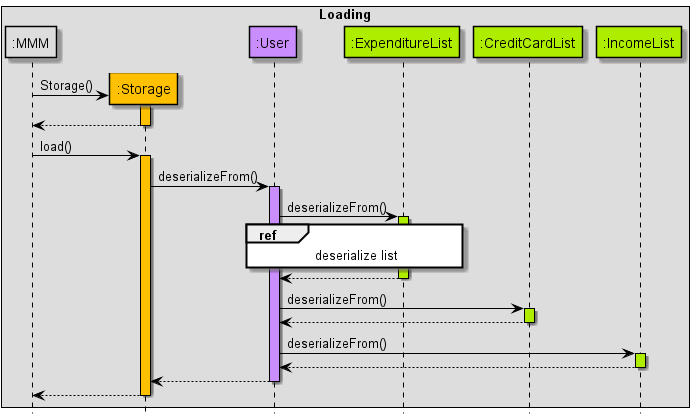 Loading
:MMM
:User
:ExpenditureList
:CreditCardList
:IncomeList
Storage()
:Storage
load()
deserializeFrom()
deserializeFrom()
ref
deserialize list
deserializeFrom()
deserializeFrom()